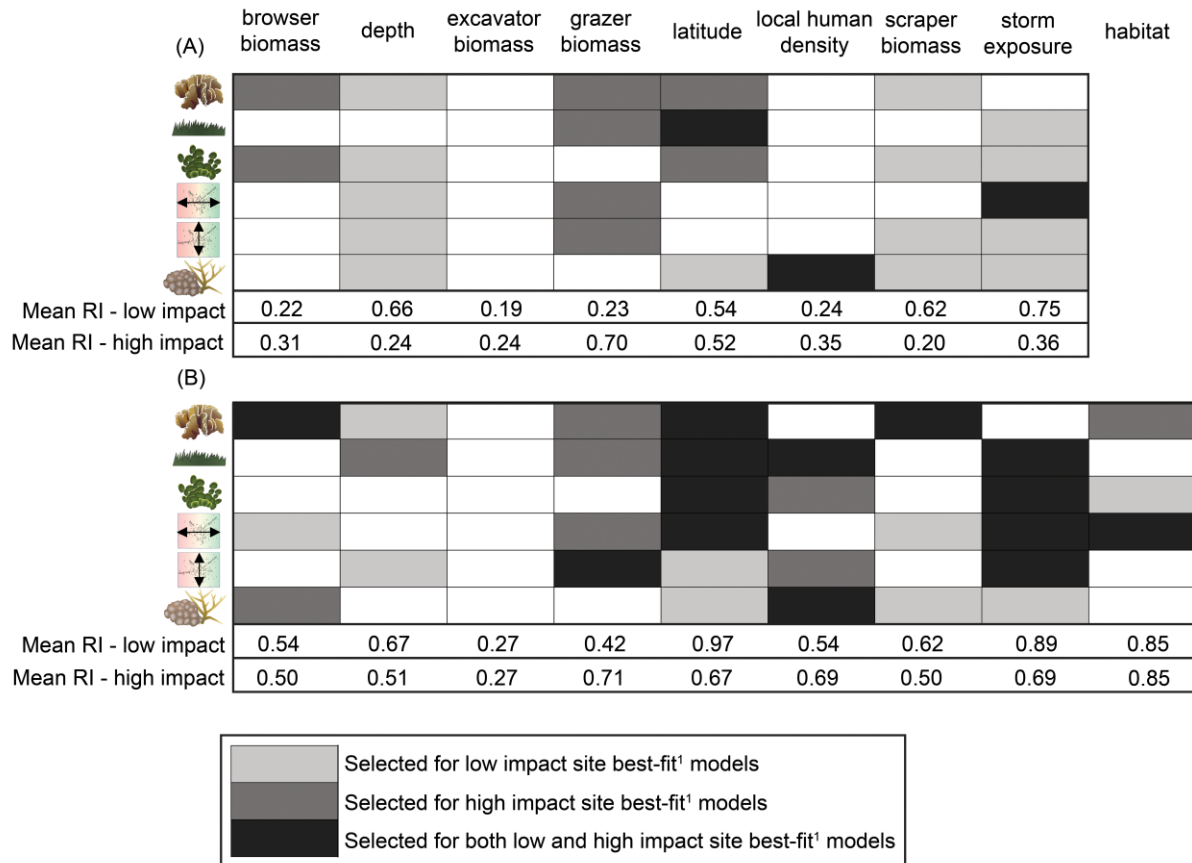 (A)
browser biomass depth excavator biomass grazer biomass latitude local human density scraper biomass storm exposure habitat
Mean RI - low impact 0.22 0.66 0.19 0.23 0.54 0.24 0.62 0.75
Mean RI - high impact 0.31 0.24 0.24 0.70 0.52 0.35 0.20 0.36
(B)
Mean RI - low impact 0.54 0.67 0.27 0.42 0.97 0.54 0.62 0.89 0.85
Mean RI - high impact 0.50 0.51 0.27 0.71 0.67 0.69 0.50 0.69 0.85
Selected for low impact site best-fit¹ models
Selected for high impact site best-fit¹ models
Selected for both low and high impact site best-fit¹ models